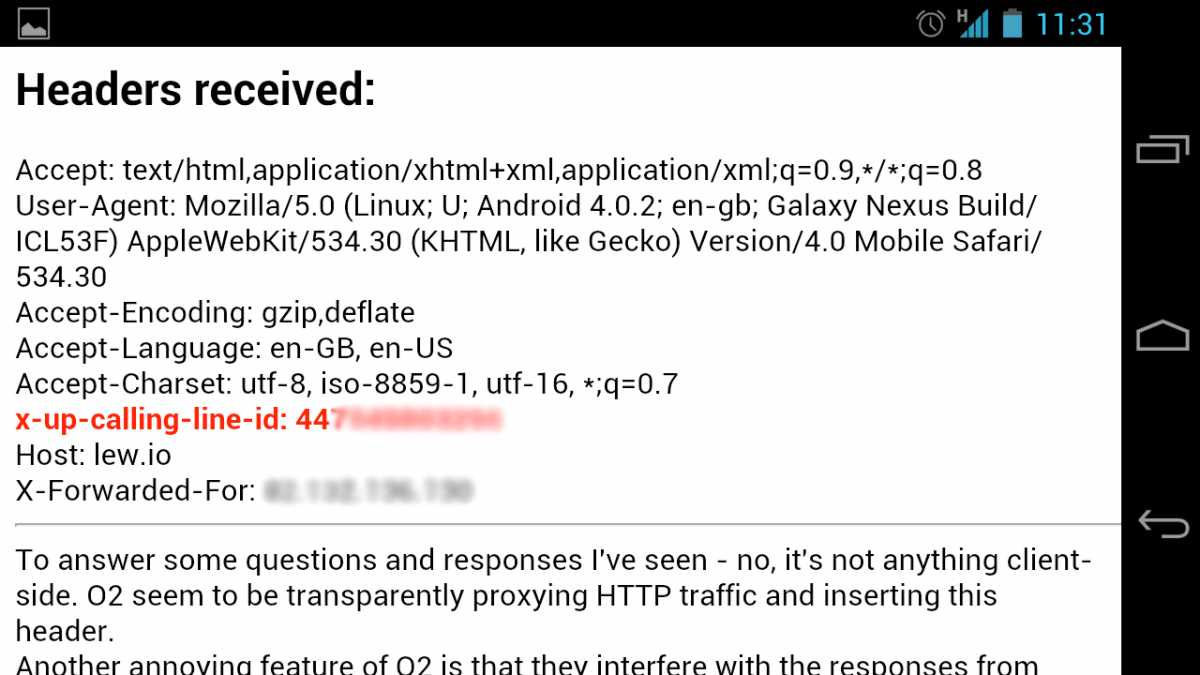 H 11:31
Headers received:
Accept: text/html,application/xhtml+xml,application/xml;q=0.9,*/*;q=0.8
User-Agent: Mozilla/5.0 (Linux; U; Android 4.0.2; en-gb; Galaxy Nexus Build/
ICL53F) AppleWebKit/534.30 (KHTML, like Gecko) Version/4.0 Mobile Safari/
534.30
Accept-Encoding: gzip,deflate
Accept-Language: en-GB, en-US
Accept-Charset: utf-8, iso-8859-1, utf-16, *;q=0.7
x-up-calling-line-id: 447
Host: lew.io
X-Forwarded-For:
To answer some questions and responses I've seen - no, it's not anything client-
side. O2 seem to be transparently proxying HTTP traffic and inserting this
header.
Another annoying feature of O2 is that they interfere with the responses from